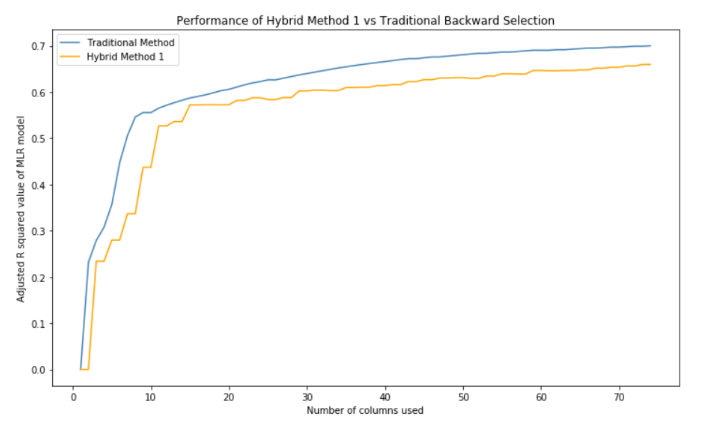 Performance of Hybrid Method 1 vs Traditional Backward Selection
Traditional Method
Hybrid Method 1
Adjusted R squared value of MLR model
0.7
0.6
0.5
0.4
0.3
0.2
0.1
0.0
0 10 20 30 40 50 60 70
Number of columns used